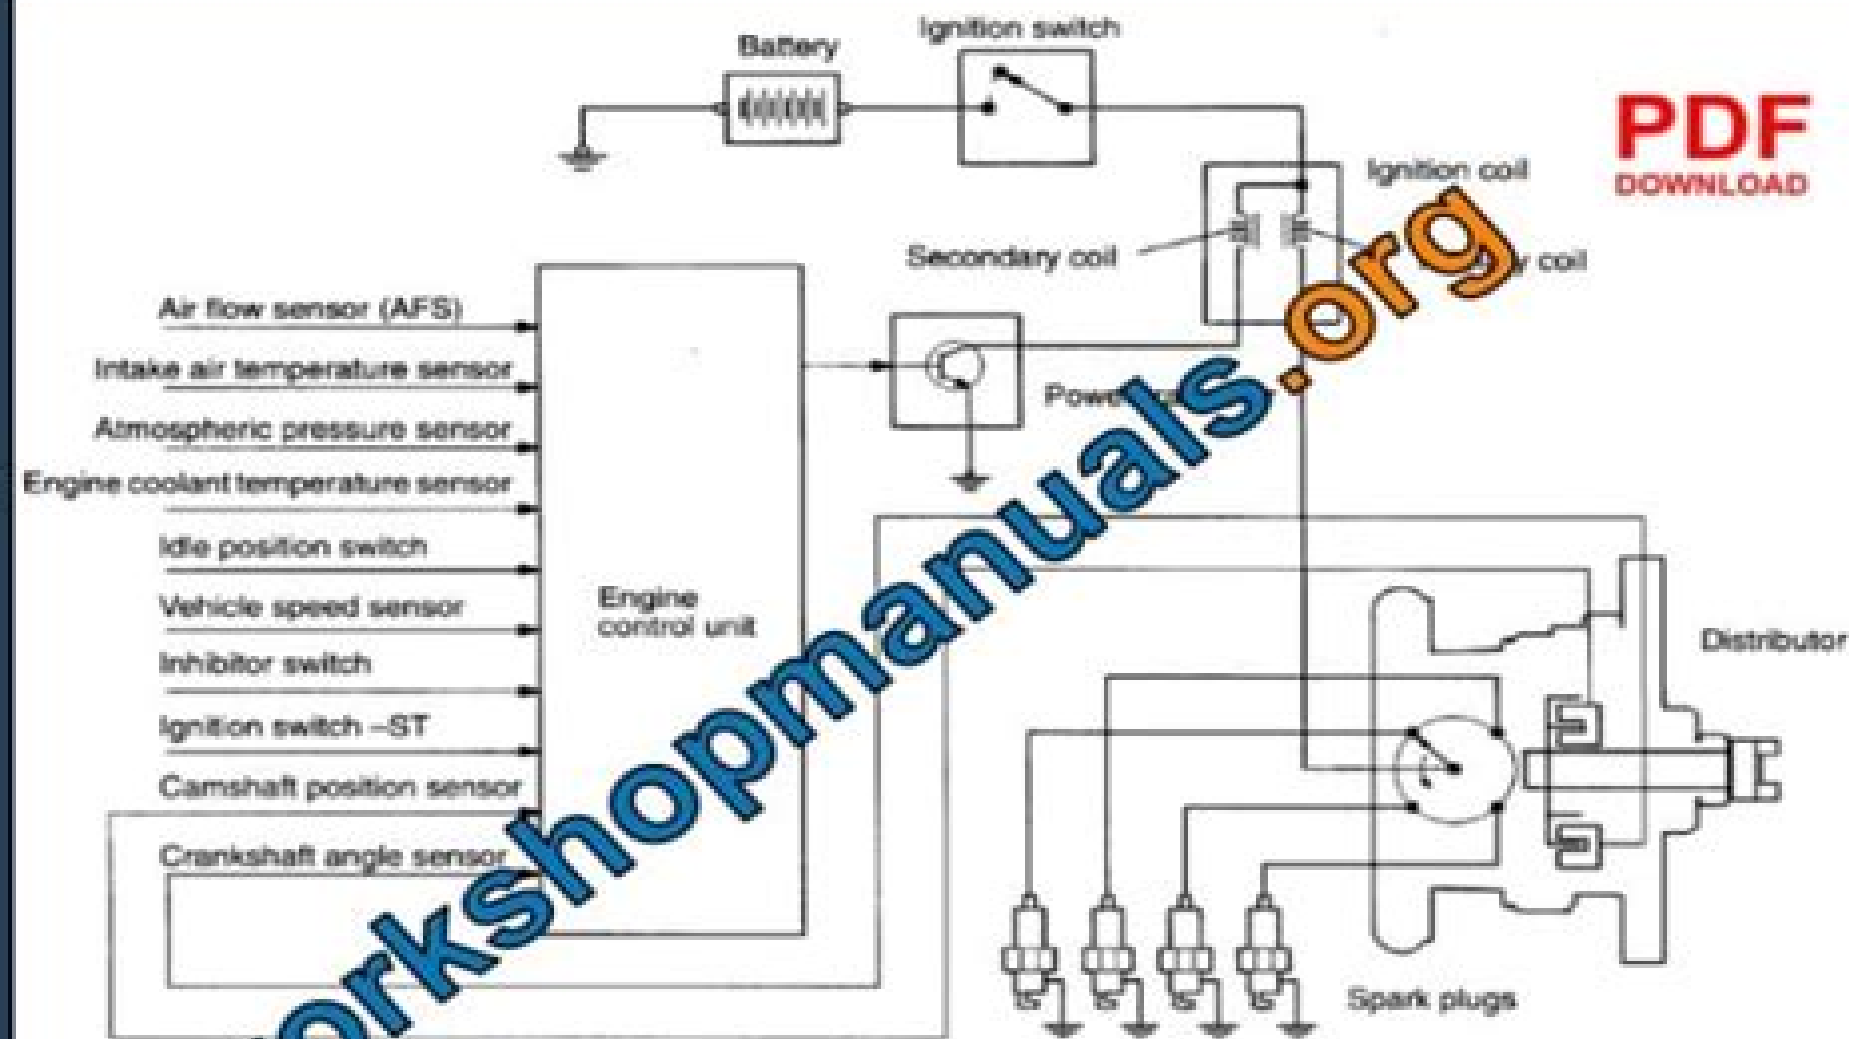 Ignition switch
Battery
PDF
DOWNLOAD
Ignition coil
Secondary coil
coil
Air flow sensor (AFS)
Intake air temperature sensor
Atmospheric pressure sensor
Engine coolant temperature sensor
Idle position switch
Vehicle speed sensor
Inhibitor switch
Ignition switch –ST
Camshaft position sensor
Crankshaft angle sensor
Engine
control unit
Distributor
Spark plugs
orkshopmanuals.org